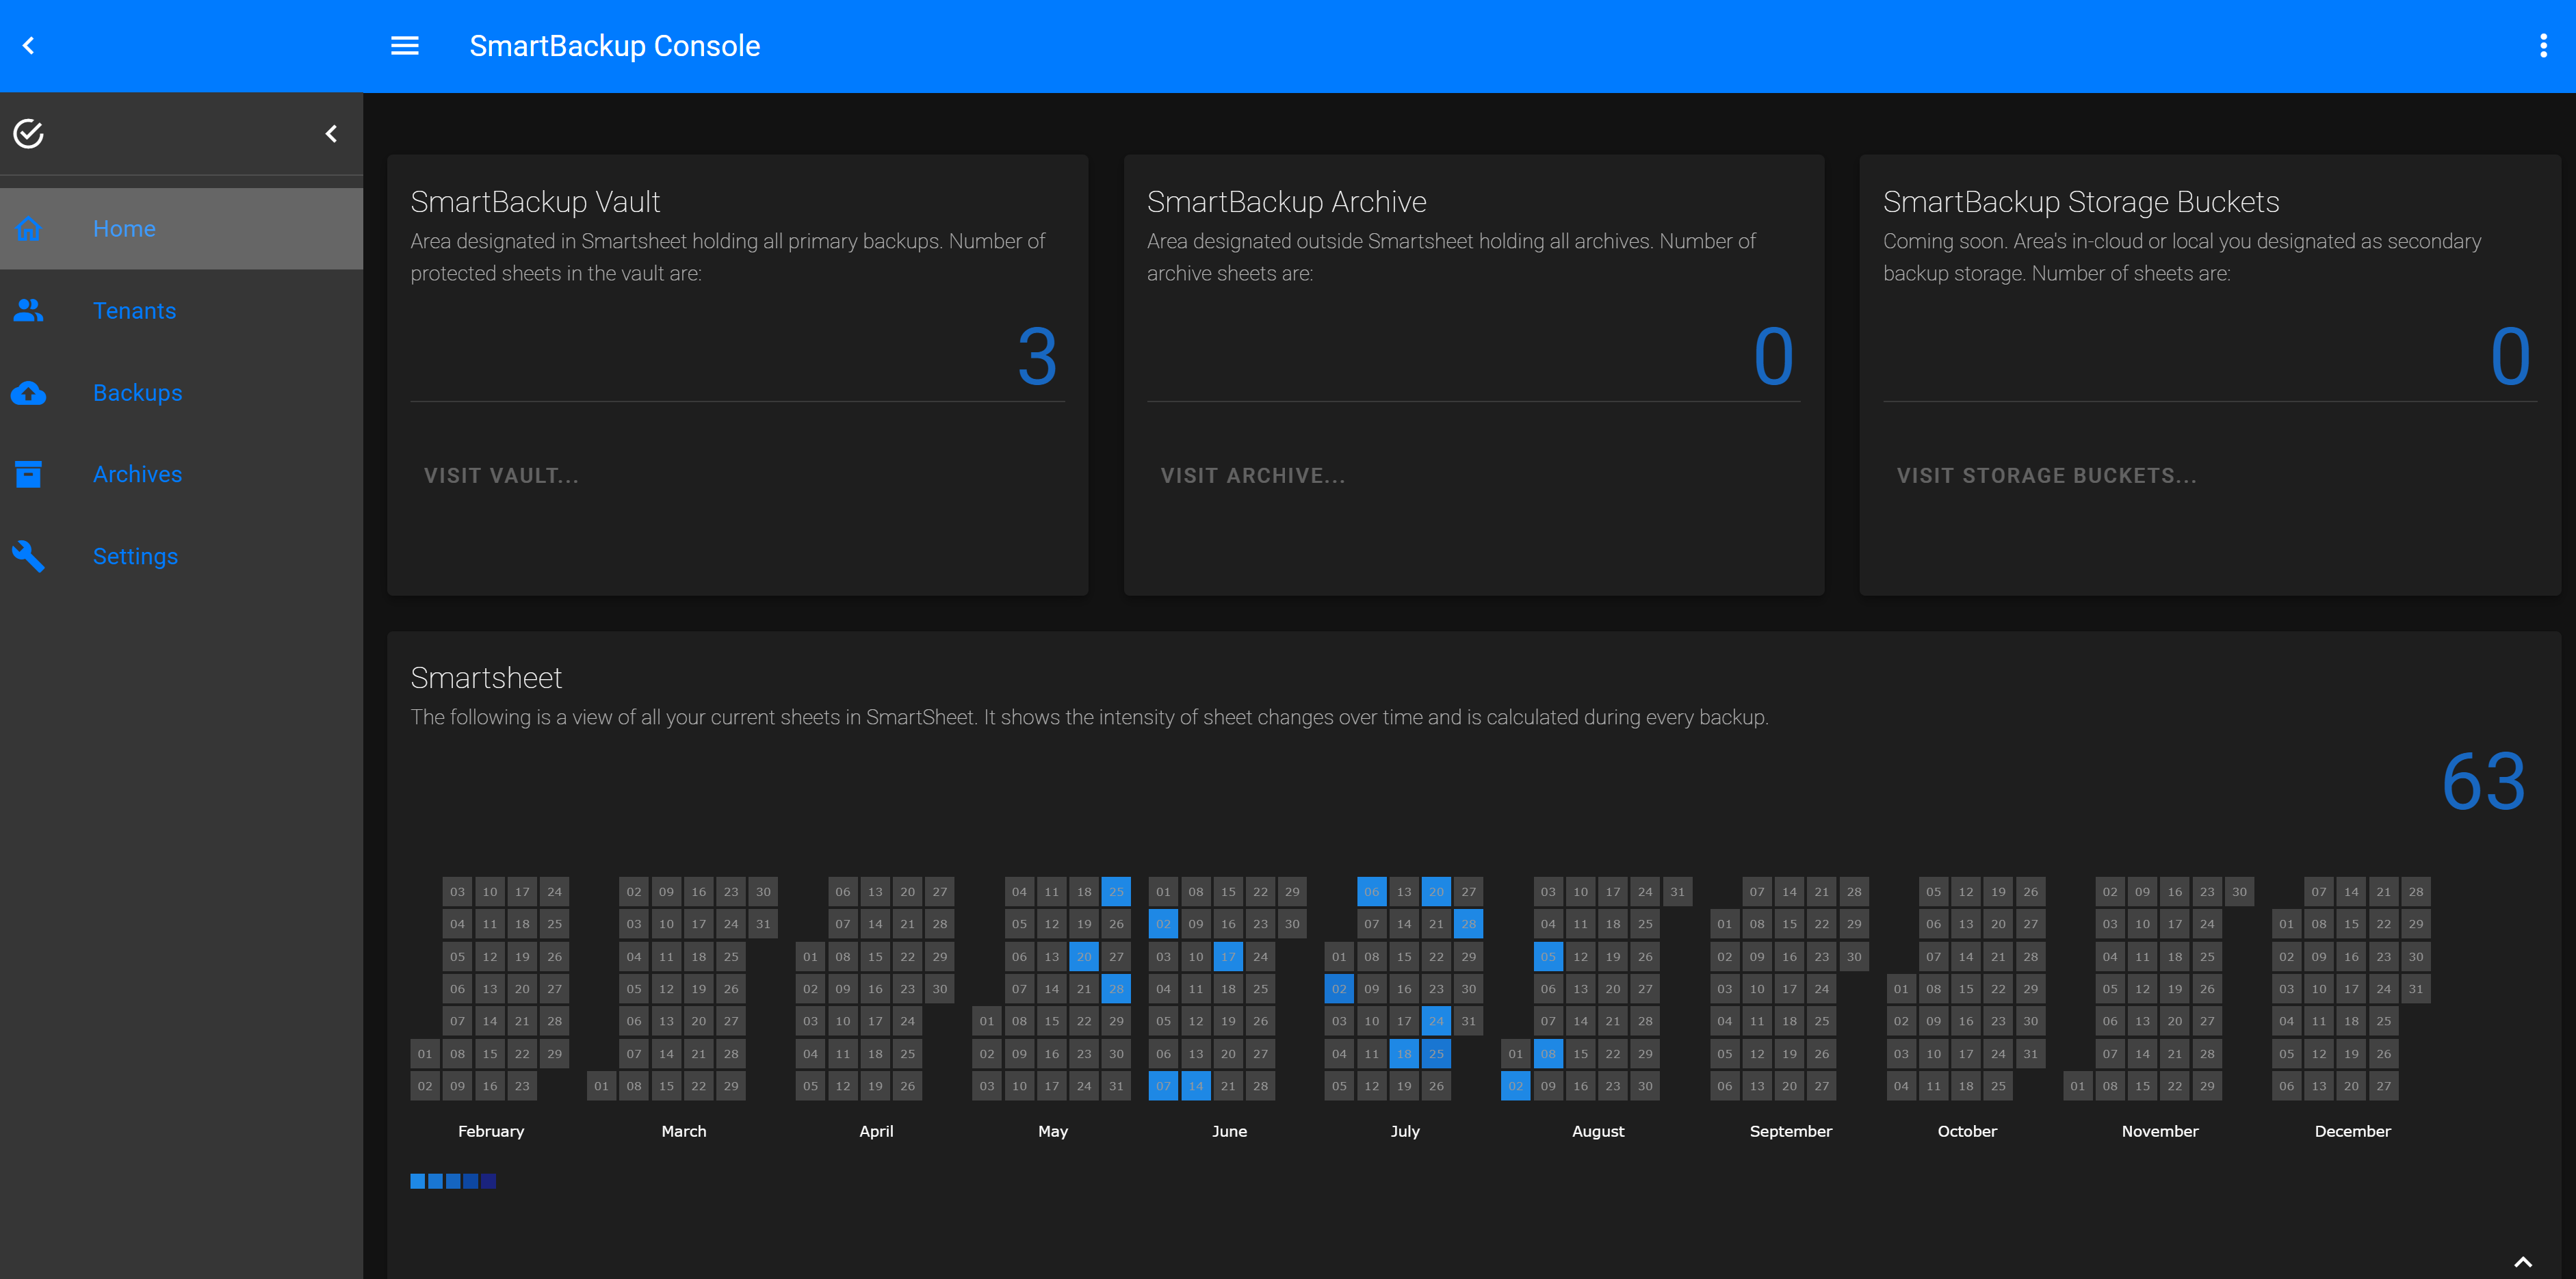 SmartBackup Console
Home
Tenants
Backups
Archives
Settings
SmartBackup Vault
Area designated in Smartsheet holding all primary backups. Number of
protected sheets in the vault are:
3
VISIT VAULT...
SmartBackup Archive
Area designated outside Smartsheet holding all archives. Number of
archive sheets are:
0
VISIT ARCHIVE...
SmartBackup Storage Buckets
Coming soon. Area's in-cloud or local you designated as secondary
backup storage. Number of sheets are:
0
VISIT STORAGE BUCKETS...
Smartsheet
The following is a view of all your current sheets in SmartSheet. It shows the intensity of sheet changes over time and is calculated during every backup.
63
03 10 17 24 02 09 16 23 30 06 13 20 27 04 11 18 25 01 08 15 22 29 06 13 20 27 03 10 17 24 31 07 14 21 28 05 12 19 26 02 09 16 23 30 07 14 21 28
04 11 18 25 03 10 17 24 31 07 14 21 28 05 12 19 26 02 09 16 23 30 07 14 21 28 04 11 18 25 01 08 15 22 29 06 13 20 27 03 10 17 24 01 08 15 22 29
05 12 19 26 04 11 18 25 01 08 15 22 29 06 13 20 27 03 10 17 24 01 08 15 22 29 05 12 19 26 02 09 16 23 30 07 14 21 28 04 11 18 25 02 09 16 23 30
06 13 20 27 05 12 19 26 02 09 16 23 30 07 14 21 28 04 11 18 25 02 09 16 23 30 06 13 20 27 03 10 17 24 01 08 15 22 29 05 12 19 26 03 10 17 24 31
07 14 21 28 06 13 20 27 03 10 17 24 01 08 15 22 29 05 12 19 26 03 10 17 24 31 07 14 21 28 04 11 18 25 02 09 16 23 30 06 13 20 27 04 11 18 25
01 08 15 22 29 07 14 21 28 04 11 18 25 02 09 16 23 30 06 13 20 27 04 11 18 25 01 08 15 22 29 05 12 19 26 03 10 17 24 31 07 14 21 28 05 12 19 26
02 09 16 23 01 08 15 22 29 05 12 19 26 03 10 17 24 31 07 14 21 28 05 12 19 26 02 09 16 23 30 06 13 20 27 04 11 18 25 01 08 15 22 29 06 13 20 27
February March April May June July August September October November December